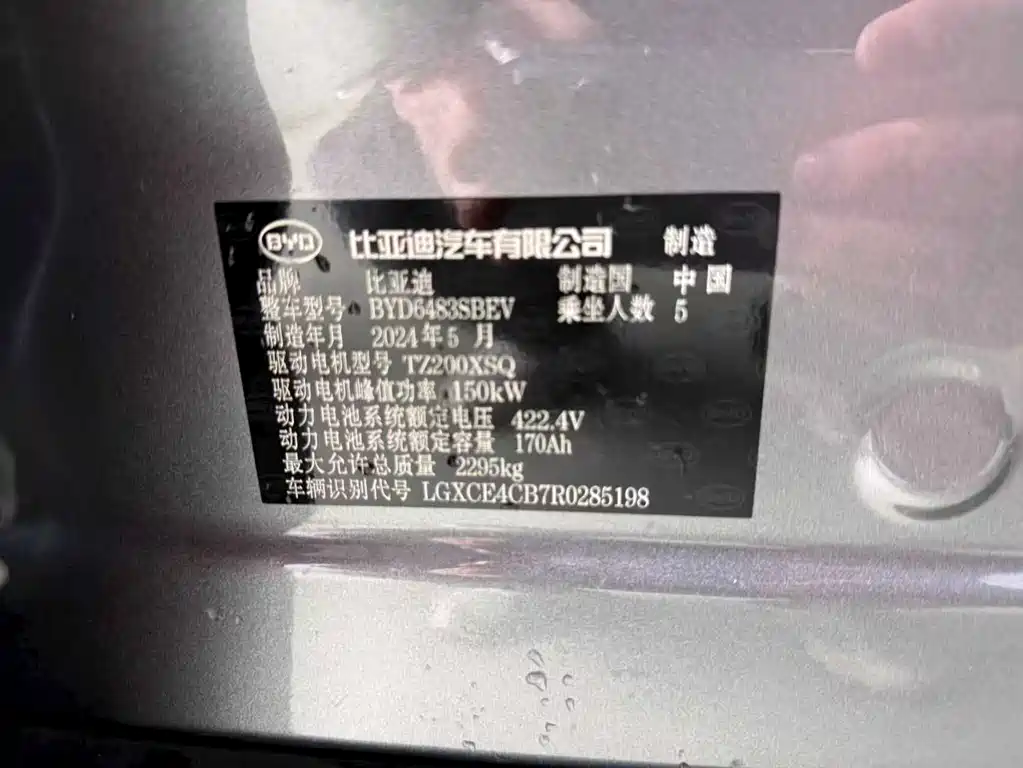 BYD 比亚迪汽车有限公司 制造
品牌 比亚迪 制造国 中国
整车型号 BYD6483SBEV 乘坐人数 5
制造年月 2024年5月
驱动电机型号 TZ200XSQ
驱动电机峰值功率 150kW
动力电池系统额定电压 422.4V
动力电池系统额定容量 170Ah
最大允许总质量 2295kg
车辆识别代号 LGXCE4CB7R0285198